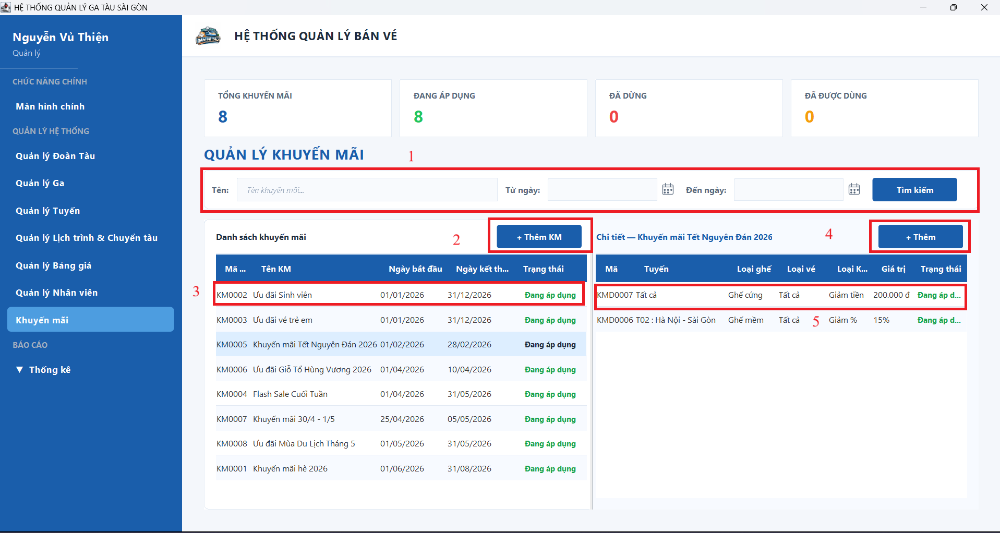 HỆ THỐNG QUẢN LÝ GA TÀU SÀI GÒN
Nguyễn Vủ Thiện
Quản lý
CHỨC NĂNG CHÍNH
Màn hình chính
QUẢN LÝ HỆ THỐNG
Quản lý Đoàn Tàu
Quản lý Ga
Quản lý Tuyến
Quản lý Lịch trình & Chuyến tàu
Quản lý Bảng giá
Quản lý Nhân viên
Khuyến mãi
BÁO CÁO
▼ Thống kê
BÁN VÉ TÀU
HỆ THỐNG QUẢN LÝ BÁN VÉ
TỔNG KHUYẾN MÃI
8
ĐANG ÁP DỤNG
8
ĐÃ DỪNG
0
ĐÃ ĐƯỢC DÙNG
0
QUẢN LÝ KHUYẾN MÃI 1
Tên: Tên khuyến mãi... Từ ngày: Đến ngày: Tìm kiếm
Danh sách khuyến mãi 2 + Thêm KM
Mã ... Tên KM Ngày bắt đầu Ngày kết th... Trạng thái
3 KM0002 Ưu đãi Sinh viên 01/01/2026 31/12/2026 Đang áp dụng
KM0003 Ưu đãi vé trẻ em 01/01/2026 31/12/2026 Đang áp dụng
KM0005 Khuyến mãi Tết Nguyên Đán 2026 01/02/2026 28/02/2026 Đang áp dụng
KM0006 Ưu đãi Giỗ Tổ Hùng Vương 2026 01/04/2026 10/04/2026 Đang áp dụng
KM0004 Flash Sale Cuối Tuần 01/04/2026 31/05/2026 Đang áp dụng
KM0007 Khuyến mãi 30/4 - 1/5 25/04/2026 05/05/2026 Đang áp dụng
KM0008 Ưu đãi Mùa Du Lịch Tháng 5 01/05/2026 31/05/2026 Đang áp dụng
KM0001 Khuyến mãi hè 2026 01/06/2026 31/08/2026 Đang áp dụng
Chi tiết — Khuyến mãi Tết Nguyên Đán 2026 4 + Thêm
Mã Tuyến Loại ghế Loại vé Loại K... Giá trị Trạng thái
KMD0007 Tất cả Ghế cứng Tất cả Giảm tiền 200.000 đ Đang áp d...
KMD0006 T02 : Hà Nội - Sài Gòn Ghế mềm Tất cả 5 Giảm % 15% Đang áp d...